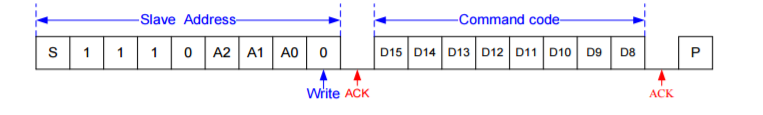 Slave Address Command code
S 1 1 1 0 A2 A1 A0 0 D15 D14 D13 D12 D11 D10 D9 D8 P
Write ACK ACK